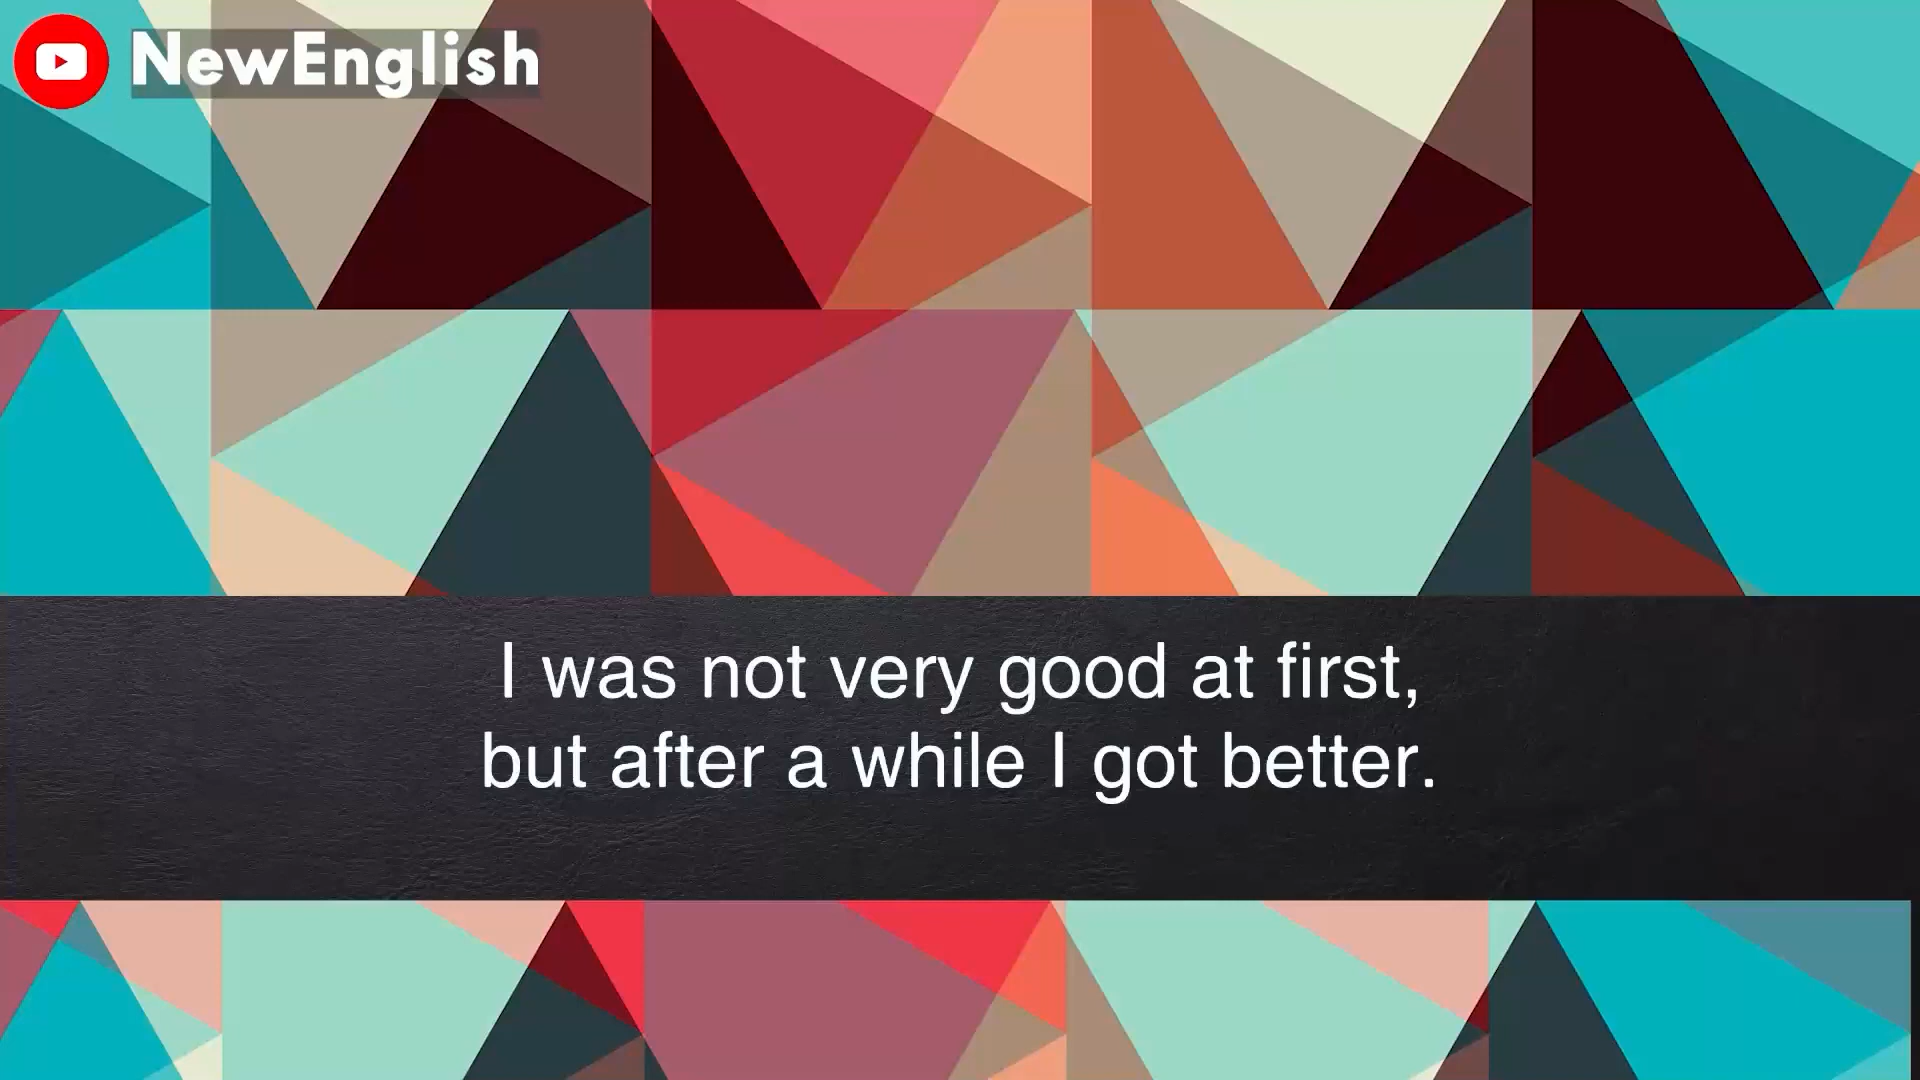 NewEnglish
I was not very good at first,
but after a while I got better.